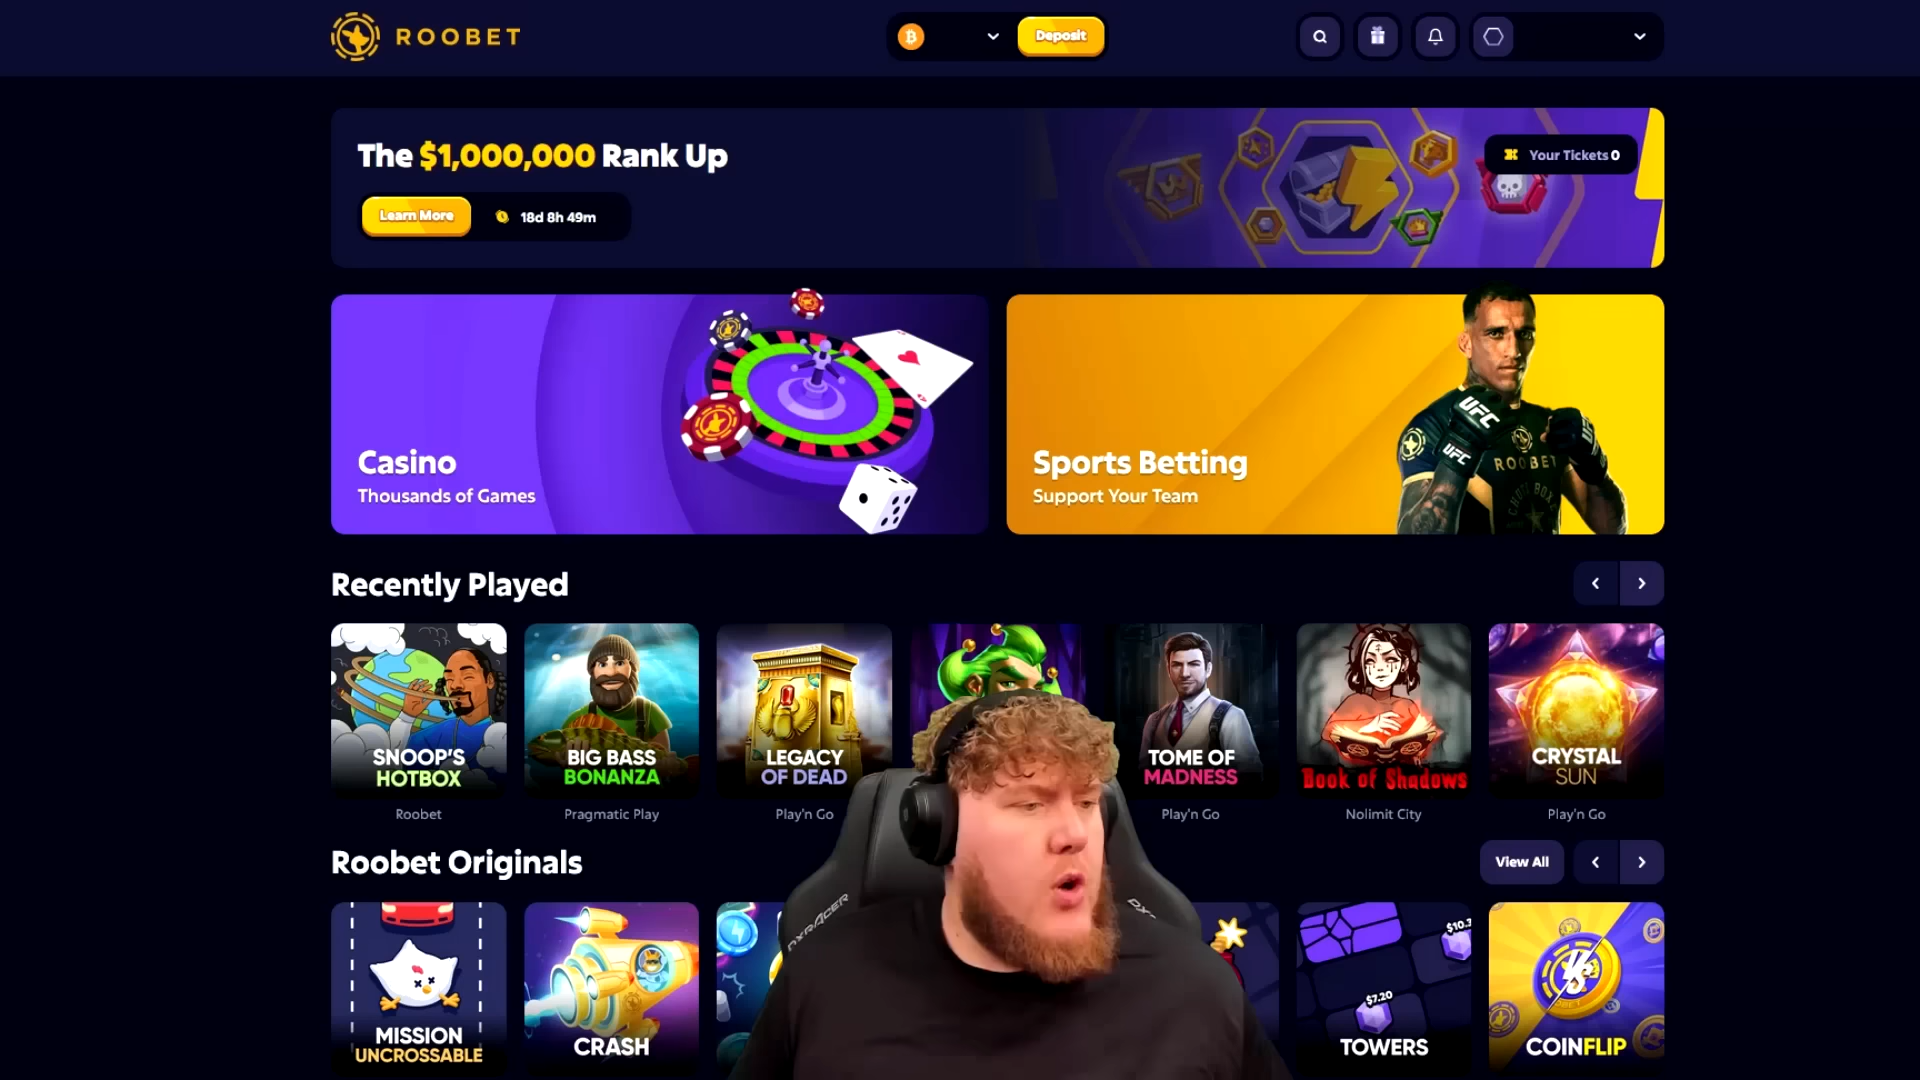 ROOBET
Deposit
The $1,000,000 Rank Up
Your Tickets 0
Learn More
18d 8h 49m
Casino
Thousands of Games
Sports Betting
Support Your Team
UFC
UFC
ROOBET
Recently Played
SNOOP'S
HOTBOX
BIG BASS
BONANZA
LEGACY
OF DEAD
TOME OF
MADNESS
Book of Shadows
CRYSTAL
SUN
Roobet
Pragmatic Play
Play'n Go
Play'n Go
Nolimit City
Play'n Go
Roobet Originals
View All
DXRACER
$7.20
MISSION
UNCROSSABLE
CRASH
TOWERS
VS
COINFLIP